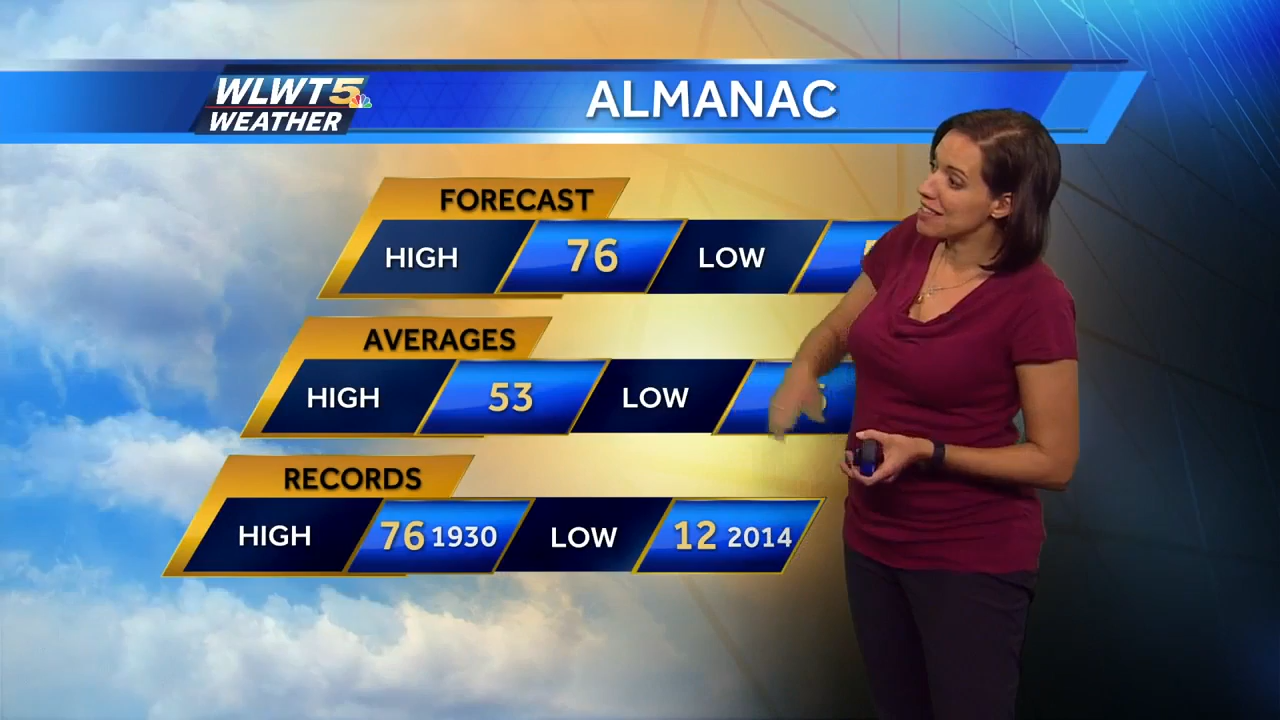 WLWT5
WEATHER
ALMANAC
FORECAST
HIGH 76 LOW
AVERAGES
HIGH 53 LOW
RECORDS
HIGH 76 1930 LOW 12 2014